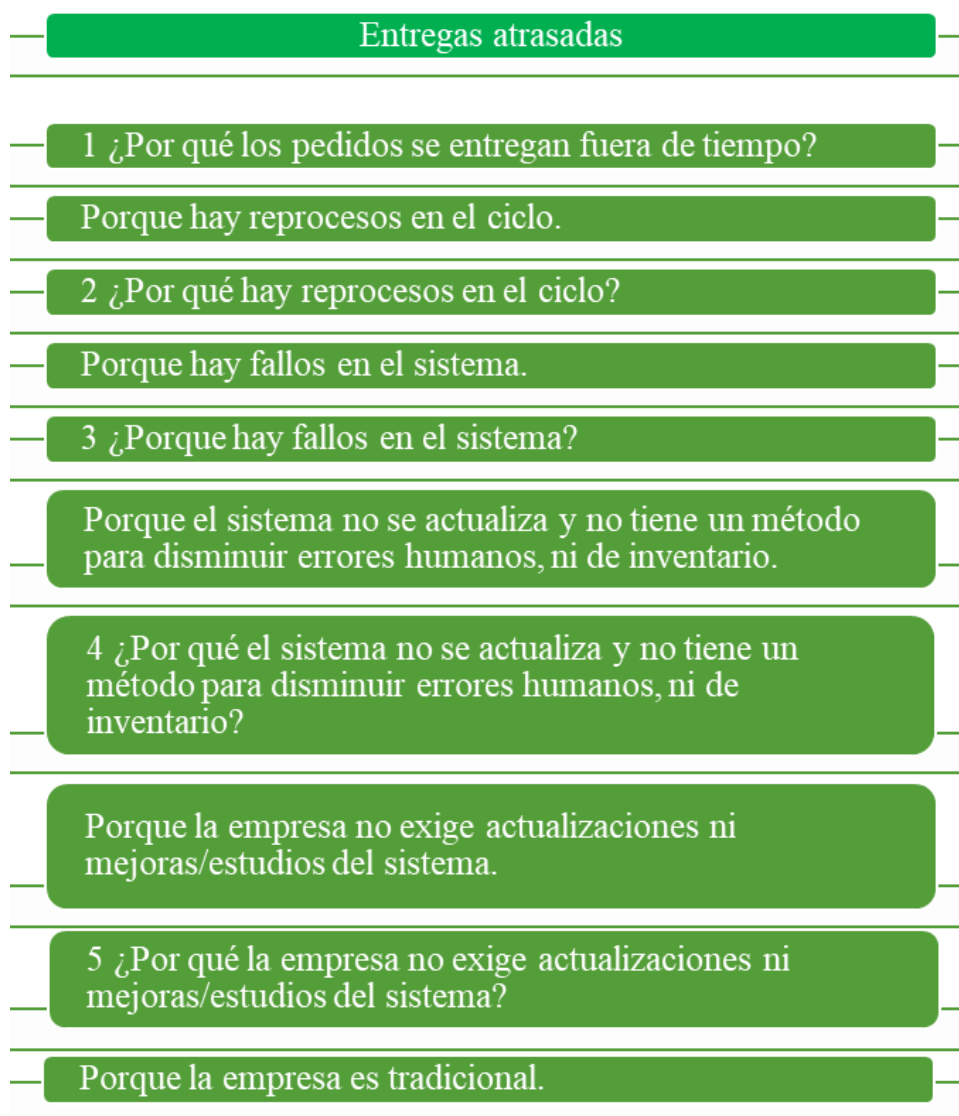 Entregas atrasadas
1 ¿Por qué los pedidos se entregan fuera de tiempo?
Porque hay reprocesos en el ciclo.
2 ¿Por qué hay reprocesos en el ciclo?
Porque hay fallos en el sistema.
3 ¿Porque hay fallos en el sistema?
Porque el sistema no se actualiza y no tiene un método
para disminuir errores humanos, ni de inventario.
4 ¿Por qué el sistema no se actualiza y no tiene un
método para disminuir errores humanos, ni de
inventario?
Porque la empresa no exige actualizaciones ni
mejoras/estudios del sistema.
5 ¿Por qué la empresa no exige actualizaciones ni
mejoras/estudios del sistema?
Porque la empresa es tradicional.